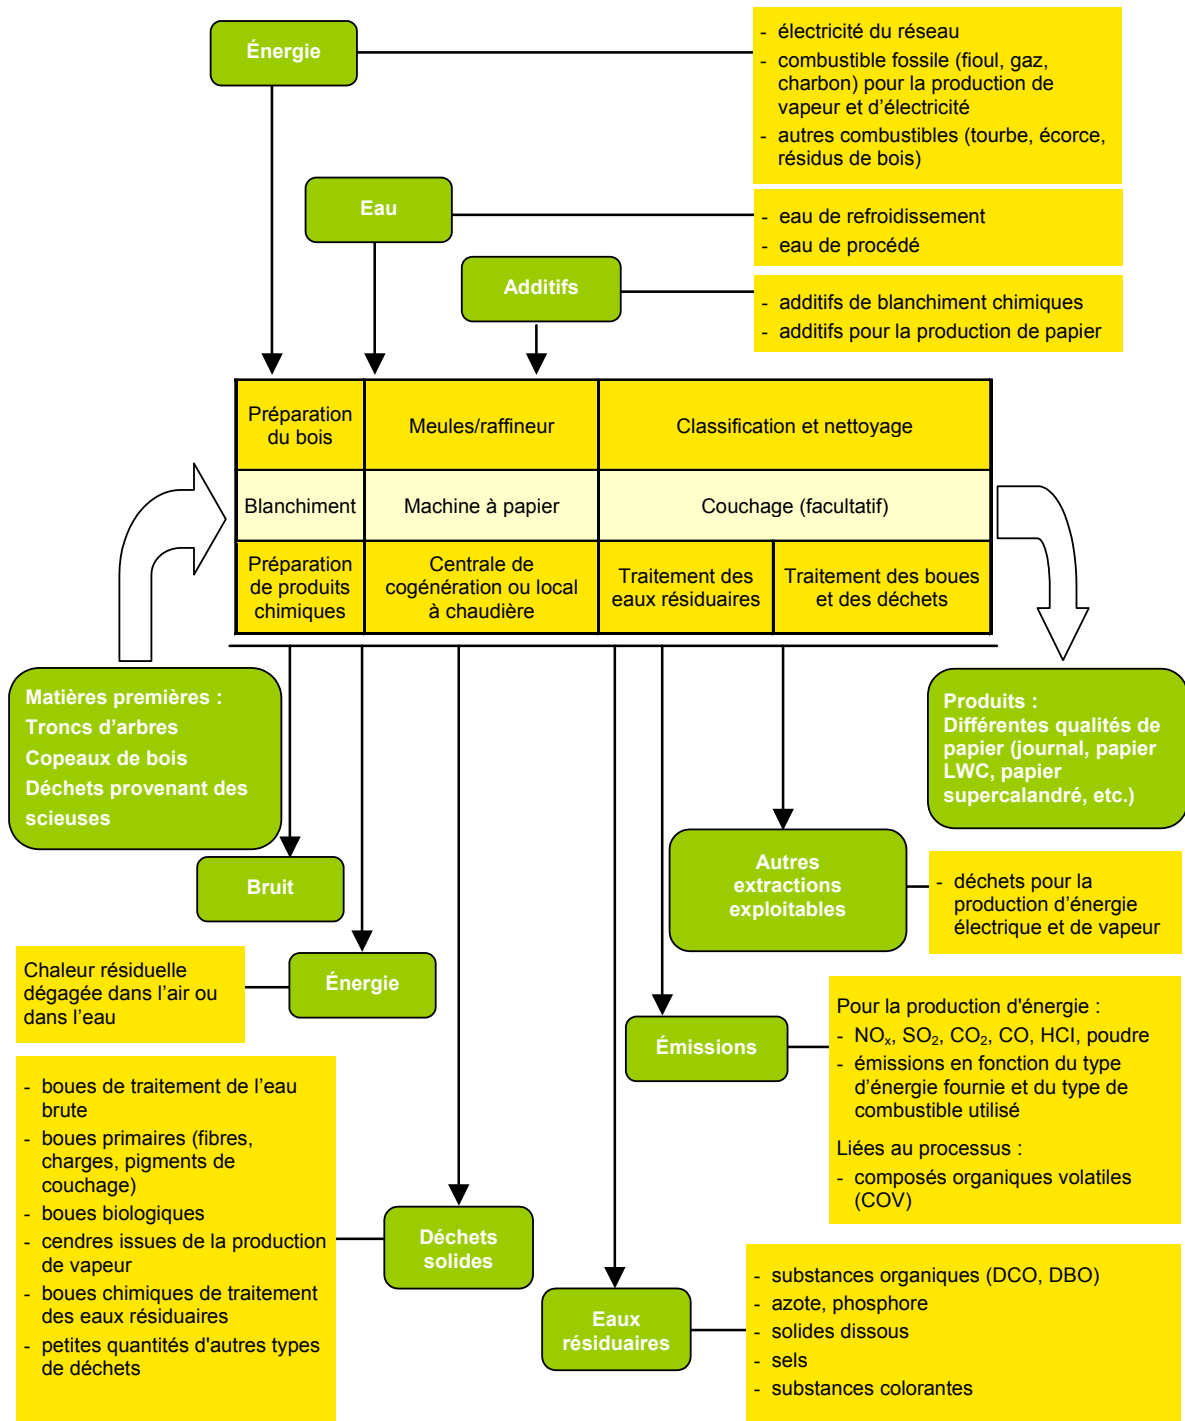 Énergie
- électricité du réseau
- combustible fossile (fioul, gaz,
charbon) pour la production de
vapeur et d'électricité
- autres combustibles (tourbe, écorce,
résidus de bois)
Eau
- eau de refroidissement
- eau de procédé
Additifs
- additifs de blanchiment chimiques
- additifs pour la production de papier
Préparation
du bois
Meules/raffineur
Classification et nettoyage
Blanchiment
Machine à papier
Couchage (facultatif)
Préparation
de produits
chimiques
Centrale de
cogénération ou local
à chaudière
Traitement des
eaux résiduaires
Traitement des boues
et des déchets
Matières premières :
Troncs d'arbres
Copeaux de bois
Déchets provenant des
scieuses
Produits :
Différentes qualités de
papier (journal, papier
LWC, papier
supercalandré, etc.)
Bruit
Autres
extractions
exploitables
- déchets pour la
production d'énergie
électrique et de vapeur
Chaleur résiduelle
dégagée dans l'air ou
dans l'eau
Énergie
Émissions
Pour la production d'énergie :
- NOx, SO2, CO2, CO, HCl, poudre
- émissions en fonction du type
d'énergie fournie et du type de
combustible utilisé
Liées au processus :
- composés organiques volatiles
(COV)
- boues de traitement de l'eau
brute
- boues primaires (fibres,
charges, pigments de
couchage)
- boues biologiques
- cendres issues de la production
de vapeur
- boues chimiques de traitement
des eaux résiduaires
- petites quantités d'autres types
de déchets
Déchets
solides
Eaux
résiduaires
- substances organiques (DCO, DBO)
- azote, phosphore
- solides dissous
- sels
- substances colorantes